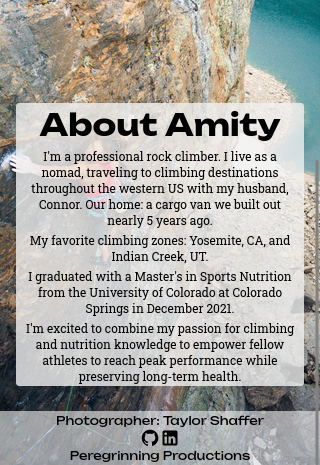 About Amity
I'm a professional rock climber. I live as a
nomad, traveling to climbing destinations
throughout the western US with my husband,
Connor. Our home: a cargo van we built out
nearly 5 years ago.
My favorite climbing zones: Yosemite, CA, and
Indian Creek, UT.
I graduated with a Master's in Sports Nutrition
from the University of Colorado at Colorado
Springs in December 2021.
I'm excited to combine my passion for climbing
and nutrition knowledge to empower fellow
athletes to reach peak performance while
preserving long-term health.
Photographer: Taylor Shaffer
Peregrinning Productions